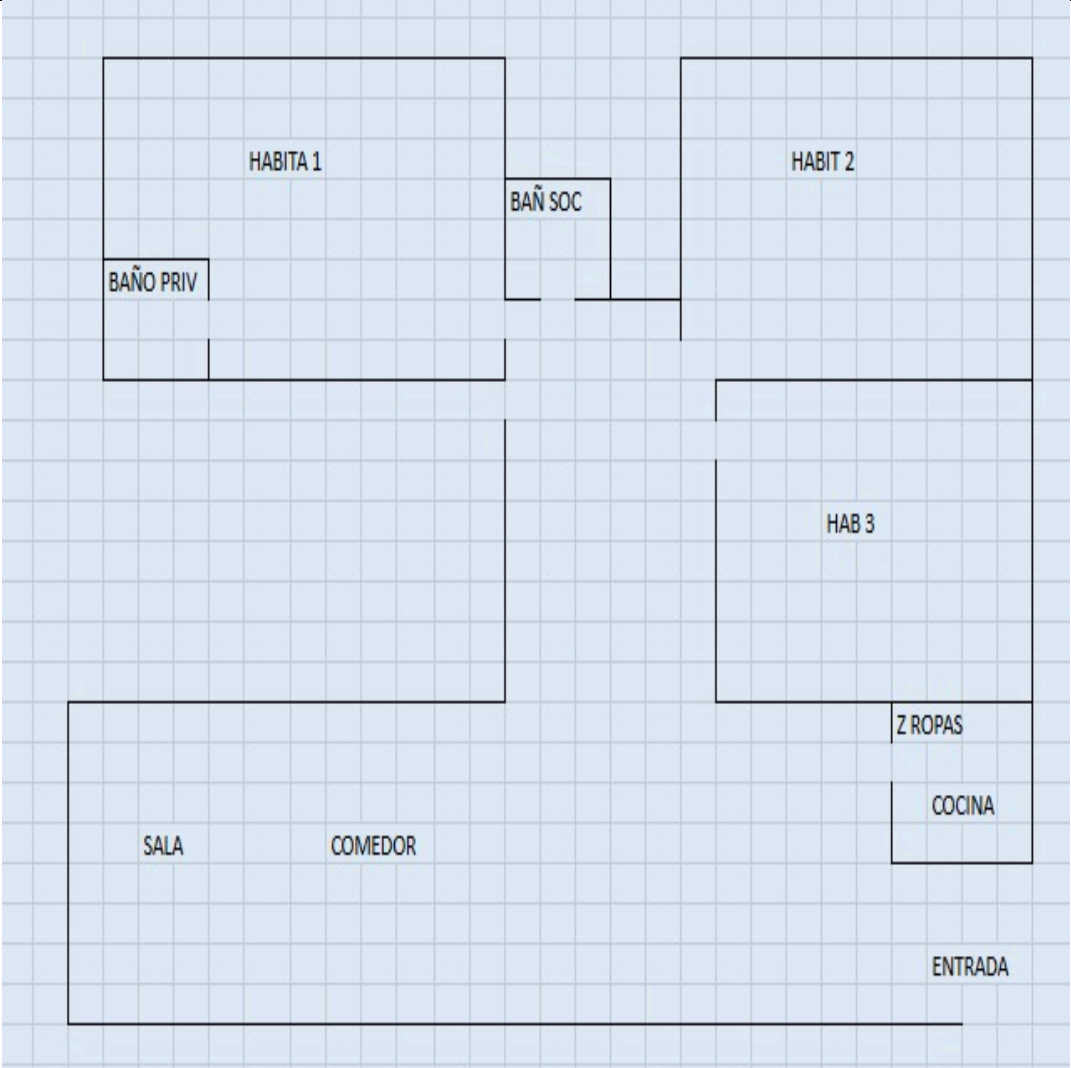 HABITA 1
HABIT 2
BAÑ SOC
BAÑO PRIV
HAB 3
Z ROPAS
COCINA
SALA
COMEDOR
ENTRADA